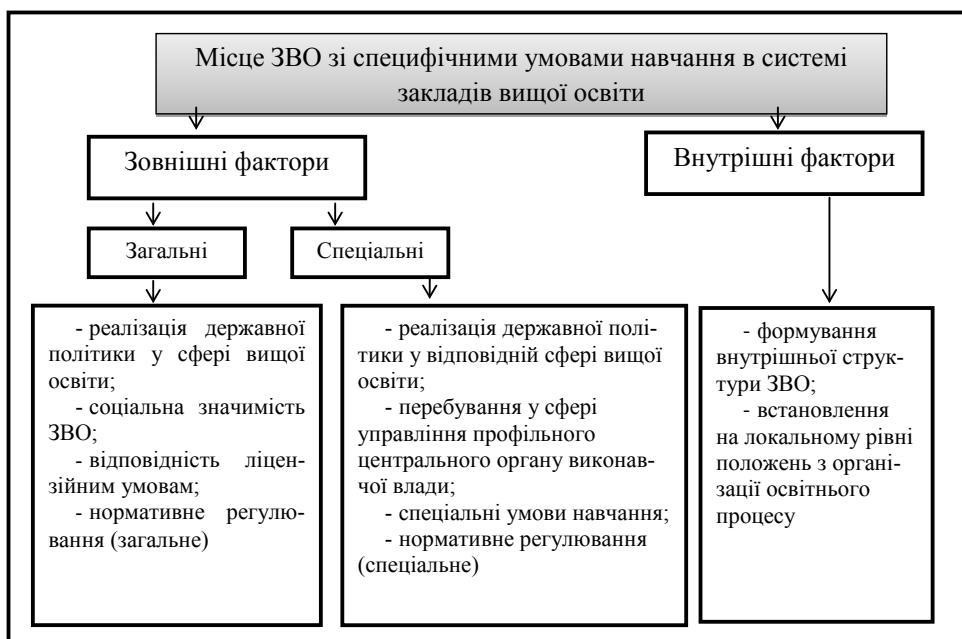 Місце ЗВО зі специфічними умовами навчання в системі
закладів вищої освіти
Зовнішні фактори
Внутрішні фактори
Загальні
Спеціальні
- реалізація державної
політики у сфері вищої
освіти;
- соціальна значимість
ЗВО;
- відповідність ліцен-
зійним умовам;
- нормативне регулю-
вання (загальне)
- реалізація державної полі-
тики у відповідній сфері вищої
освіти;
- перебування у сфері
управління профільного
центрального органу виконав-
чої влади;
- спеціальні умови навчання;
- нормативне регулювання
(спеціальне)
- формування
внутрішньої струк-
тури ЗВО;
- встановлення
на локальному рівні
положень з органі-
зації освітнього
процесу